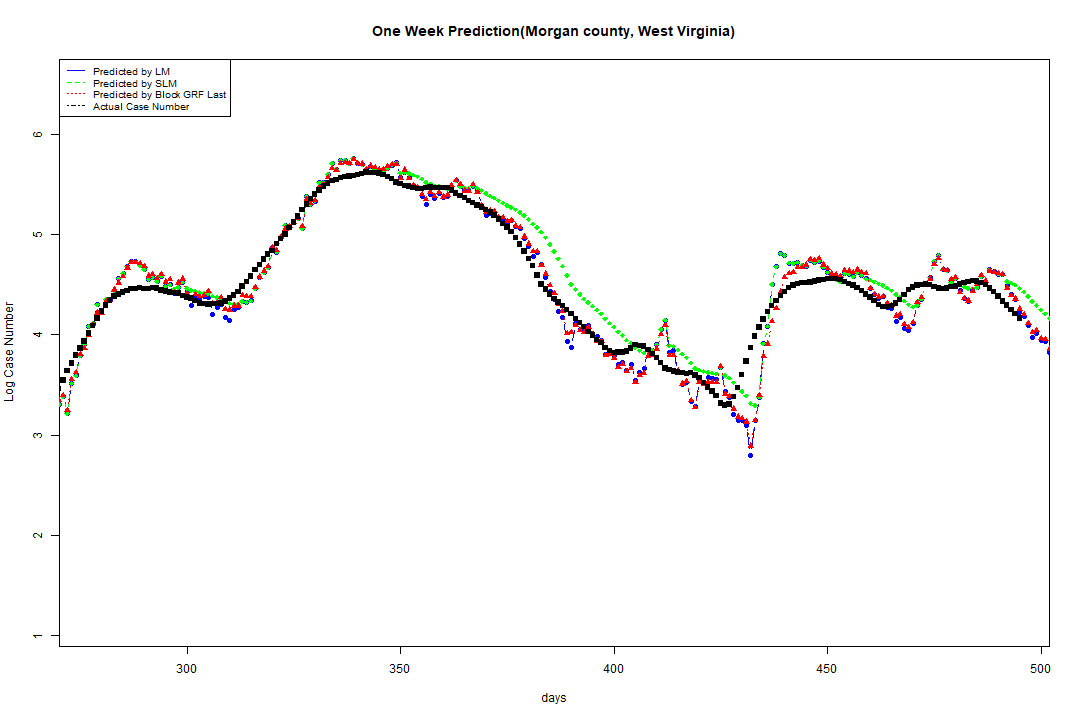 One Week Prediction(Morgan county, West Virginia)
Predicted by LM
Predicted by SLM
Predicted by Block GRF Last
Actual Case Number
6
5
4
3
2
1
Log Case Number
300 350 400 450 500
days